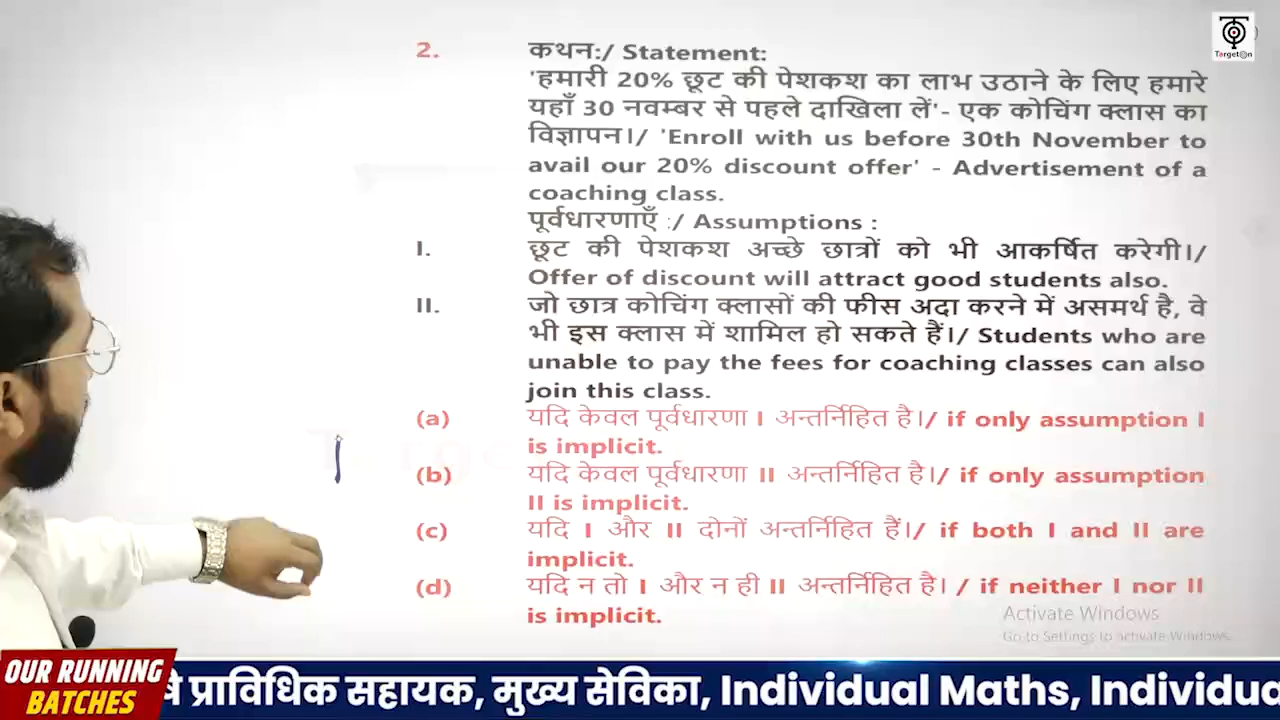 TargetOn
2. कथन:/ Statement:
'हमारी 20% छूट की पेशकश का लाभ उठाने के लिए हमारे
यहाँ 30 नवम्बर से पहले दाखिला लें'- एक कोचिंग क्लास का
विज्ञापन।/ 'Enroll with us before 30th November to
avail our 20% discount offer' - Advertisement of a
coaching class.
पूर्वधारणाएँ :/ Assumptions :
I. छूट की पेशकश अच्छे छात्रों को भी आकर्षित करेगी।/
Offer of discount will attract good students also.
II. जो छात्र कोचिंग क्लासों की फीस अदा करने में असमर्थ है, वे
भी इस क्लास में शामिल हो सकते हैं।/ Students who are
unable to pay the fees for coaching classes can also
join this class.
(a) यदि केवल पूर्वधारणा I अन्तर्निहित है।/ if only assumption I
is implicit.
(b) यदि केवल पूर्वधारणा II अन्तर्निहित है।/ if only assumption
II is implicit.
(c) यदि I और II दोनों अन्तर्निहित हैं।/ if both I and II are
implicit.
(d) यदि न तो I और न ही II अन्तर्निहित है। / if neither I nor II
is implicit.
Activate Windows
Go to Settings to activate Windows.
OUR RUNNING
BATCHES
प्राविधिक सहायक, मुख्य सेविका, Individual Maths,